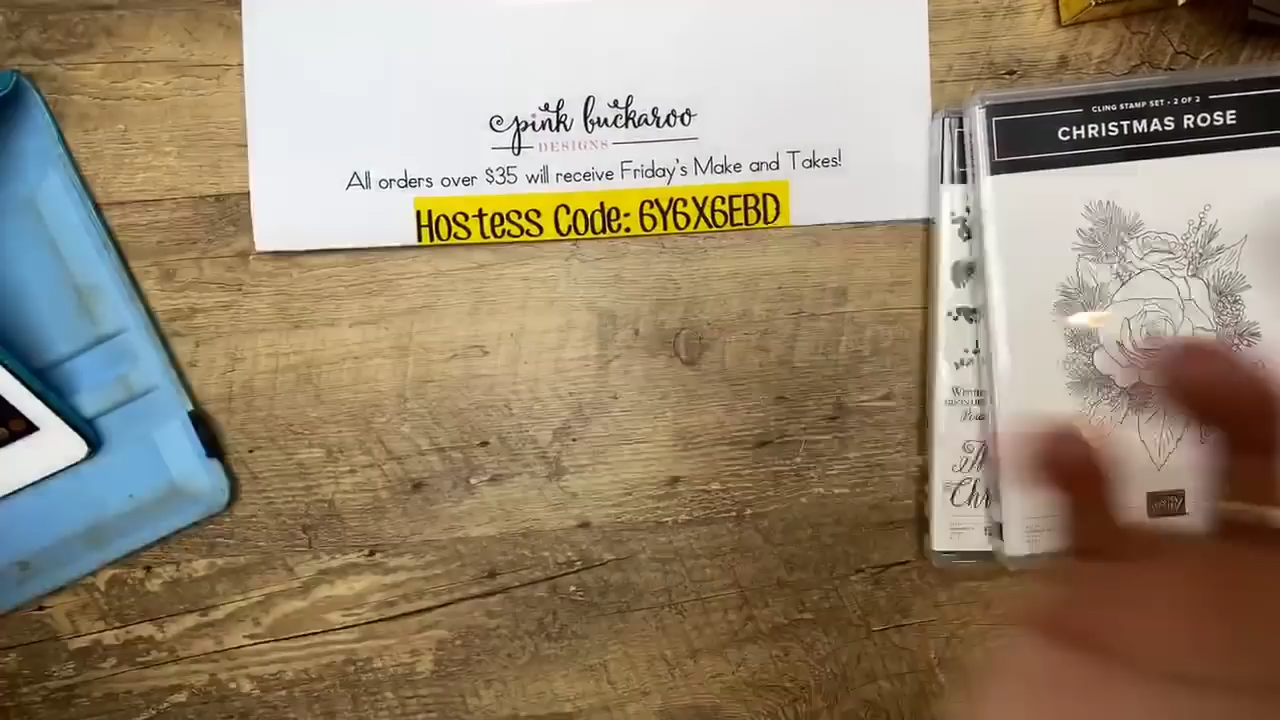 pink buckaroo
DESIGNS
All orders over $35 will receive Friday's Make and Takes!
Hostess Code: 6Y6X6EBD
CLING STAMP SET • 2 OF 2
CHRISTMAS ROSE
Chr